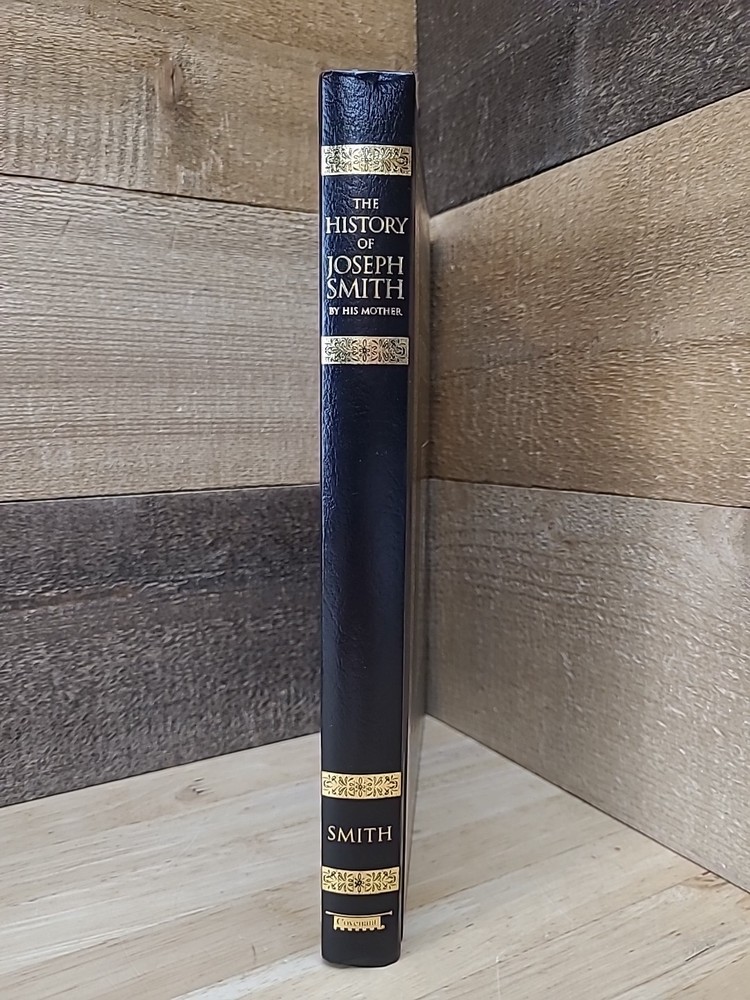 THE
HISTORY
OF
JOSEPH
SMITH
BY HIS MOTHER
SMITH
Covenant